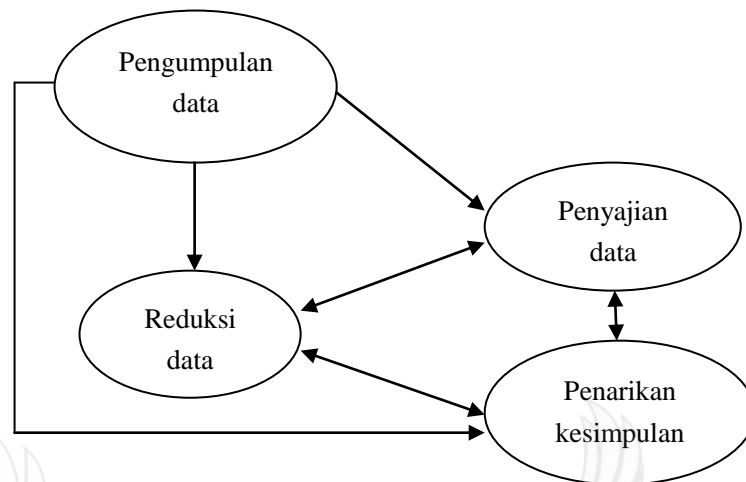 Pengumpulan
data
Penyajian
data
Reduksi
data
Penarikan
kesimpulan